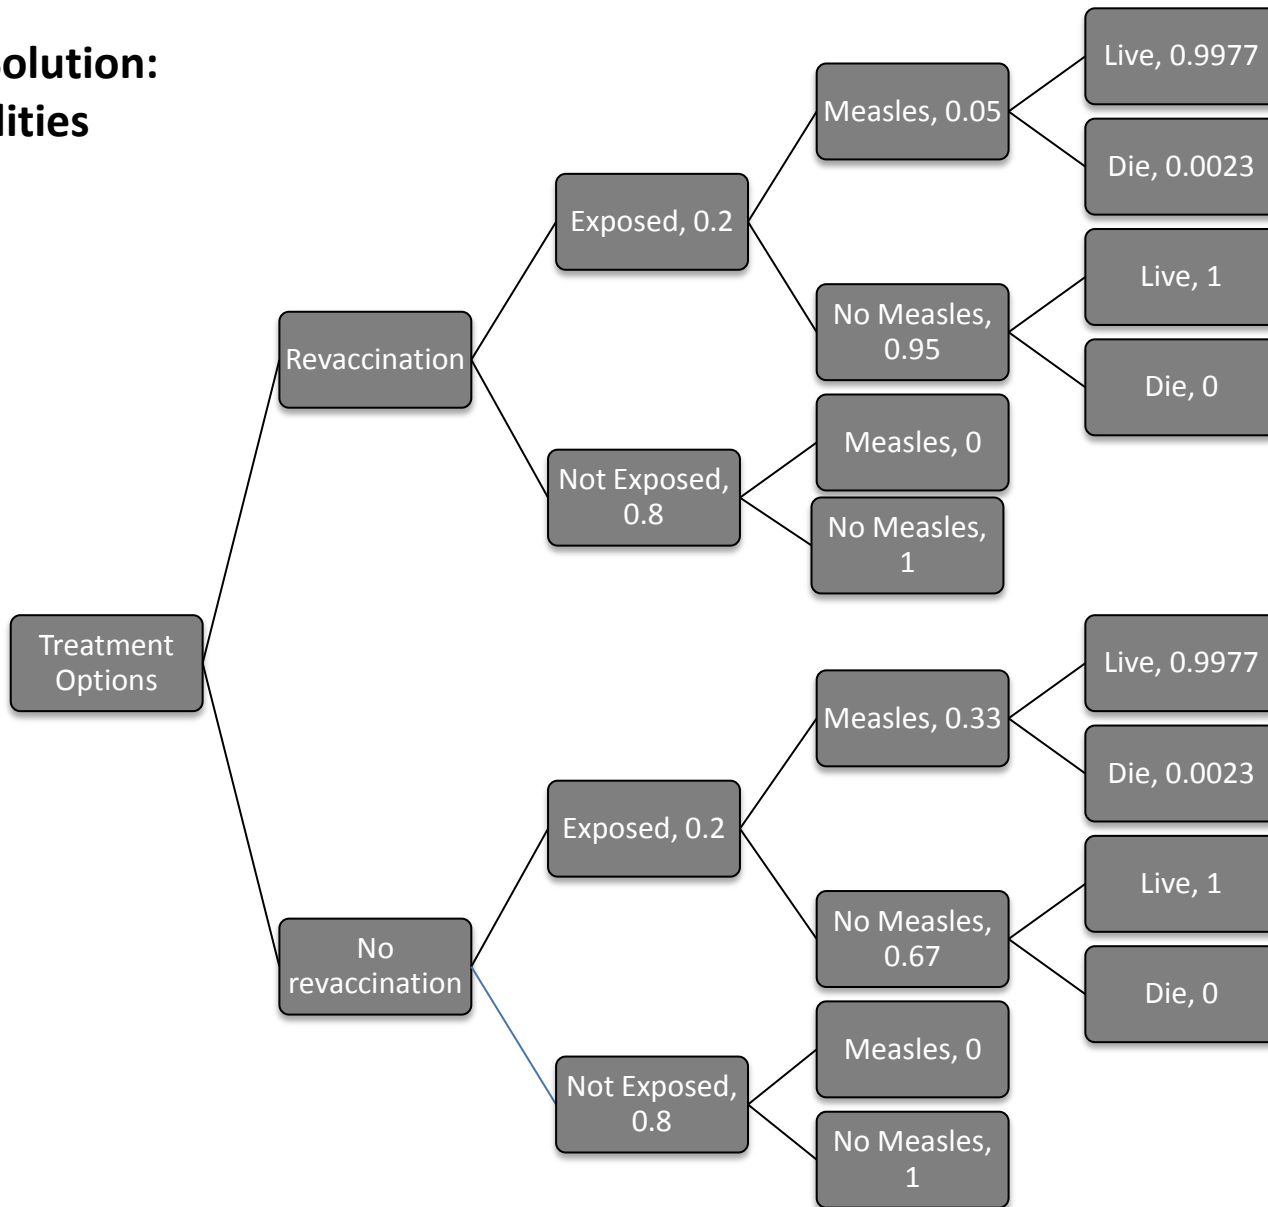 olution:
lities
Treatment
Options
Revaccination
Exposed, 0.2
Measles, 0.05
Live, 0.9977
Die, 0.0023
No Measles,
0.95
Live, 1
Die, 0
Not Exposed,
0.8
Measles, 0
No Measles,
1
No
revaccination
Exposed, 0.2
Measles, 0.33
Live, 0.9977
Die, 0.0023
No Measles,
0.67
Live, 1
Die, 0
Not Exposed,
0.8
Measles, 0
No Measles,
1